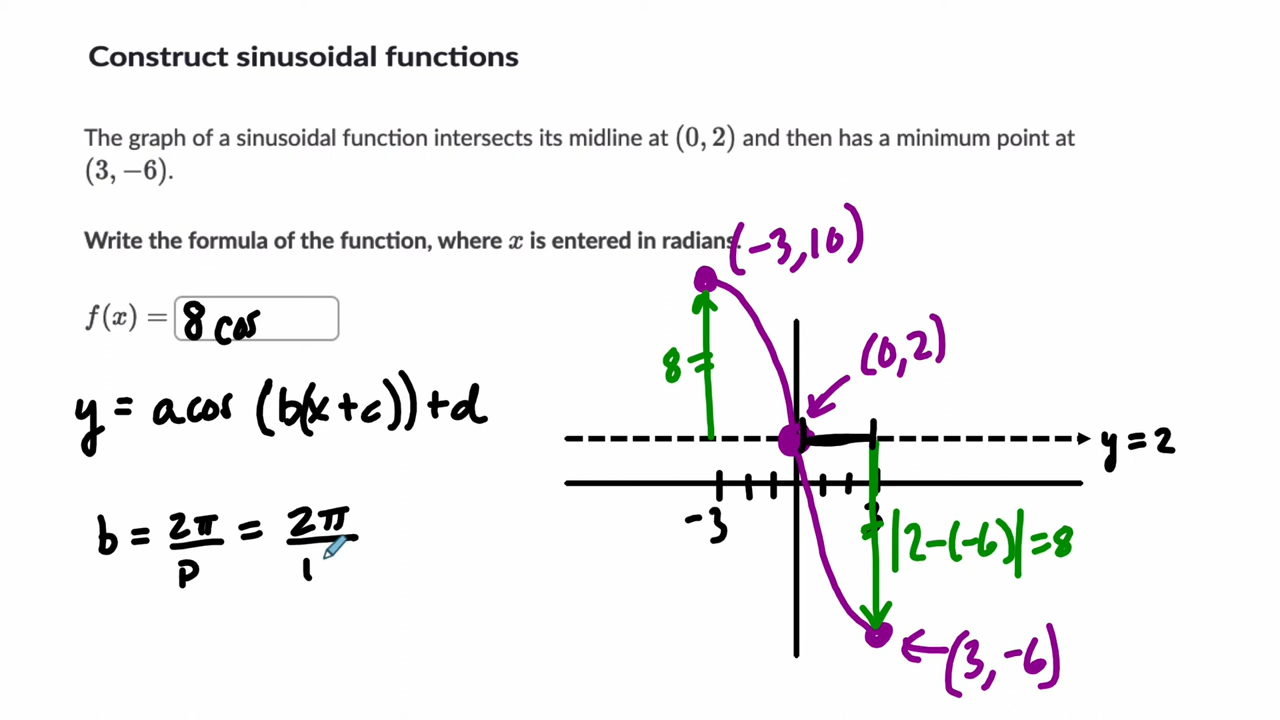 Construct sinusoidal functions
The graph of a sinusoidal function intersects its midline at (0, 2) and then has a minimum point at
(3, −6).
Write the formula of the function, where x is entered in radians.
(-3,10)
f(x) = 8 cos
8
(0,2)
y = a cos (b(x+c))+d
y = 2
-3
3
b = 2π/P = 2π/1
|2-(-6)|=8
(3,-6)